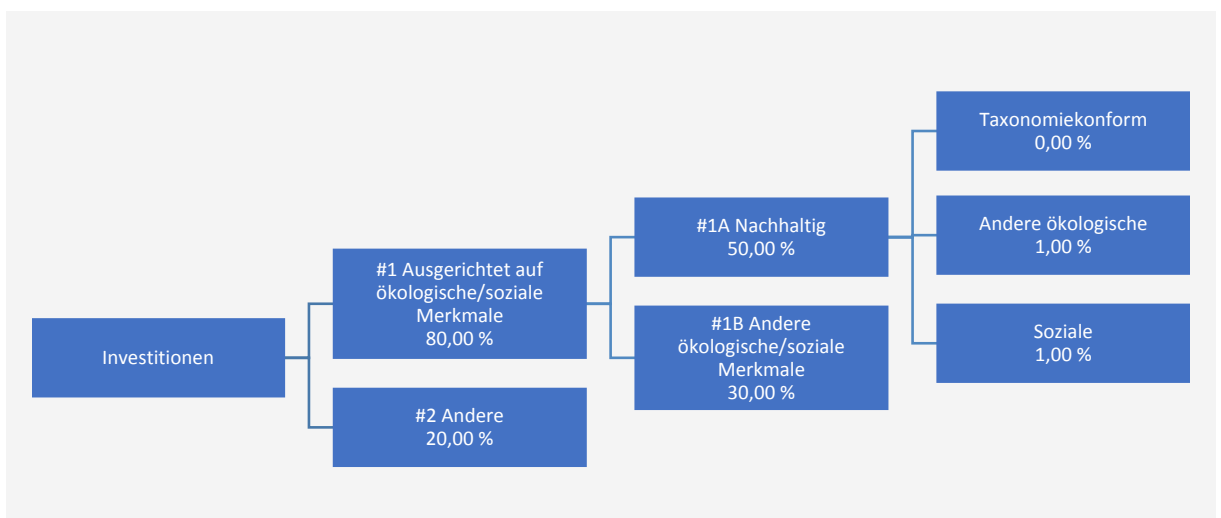 Investitionen
#1 Ausgerichtet auf
ökologische/soziale
Merkmale
80,00 %
#2 Andere
20,00 %
#1A Nachhaltig
50,00 %
#1B Andere
ökologische/soziale
Merkmale
30,00 %
Taxonomiekonform
0,00 %
Andere ökologische
1,00 %
Soziale
1,00 %